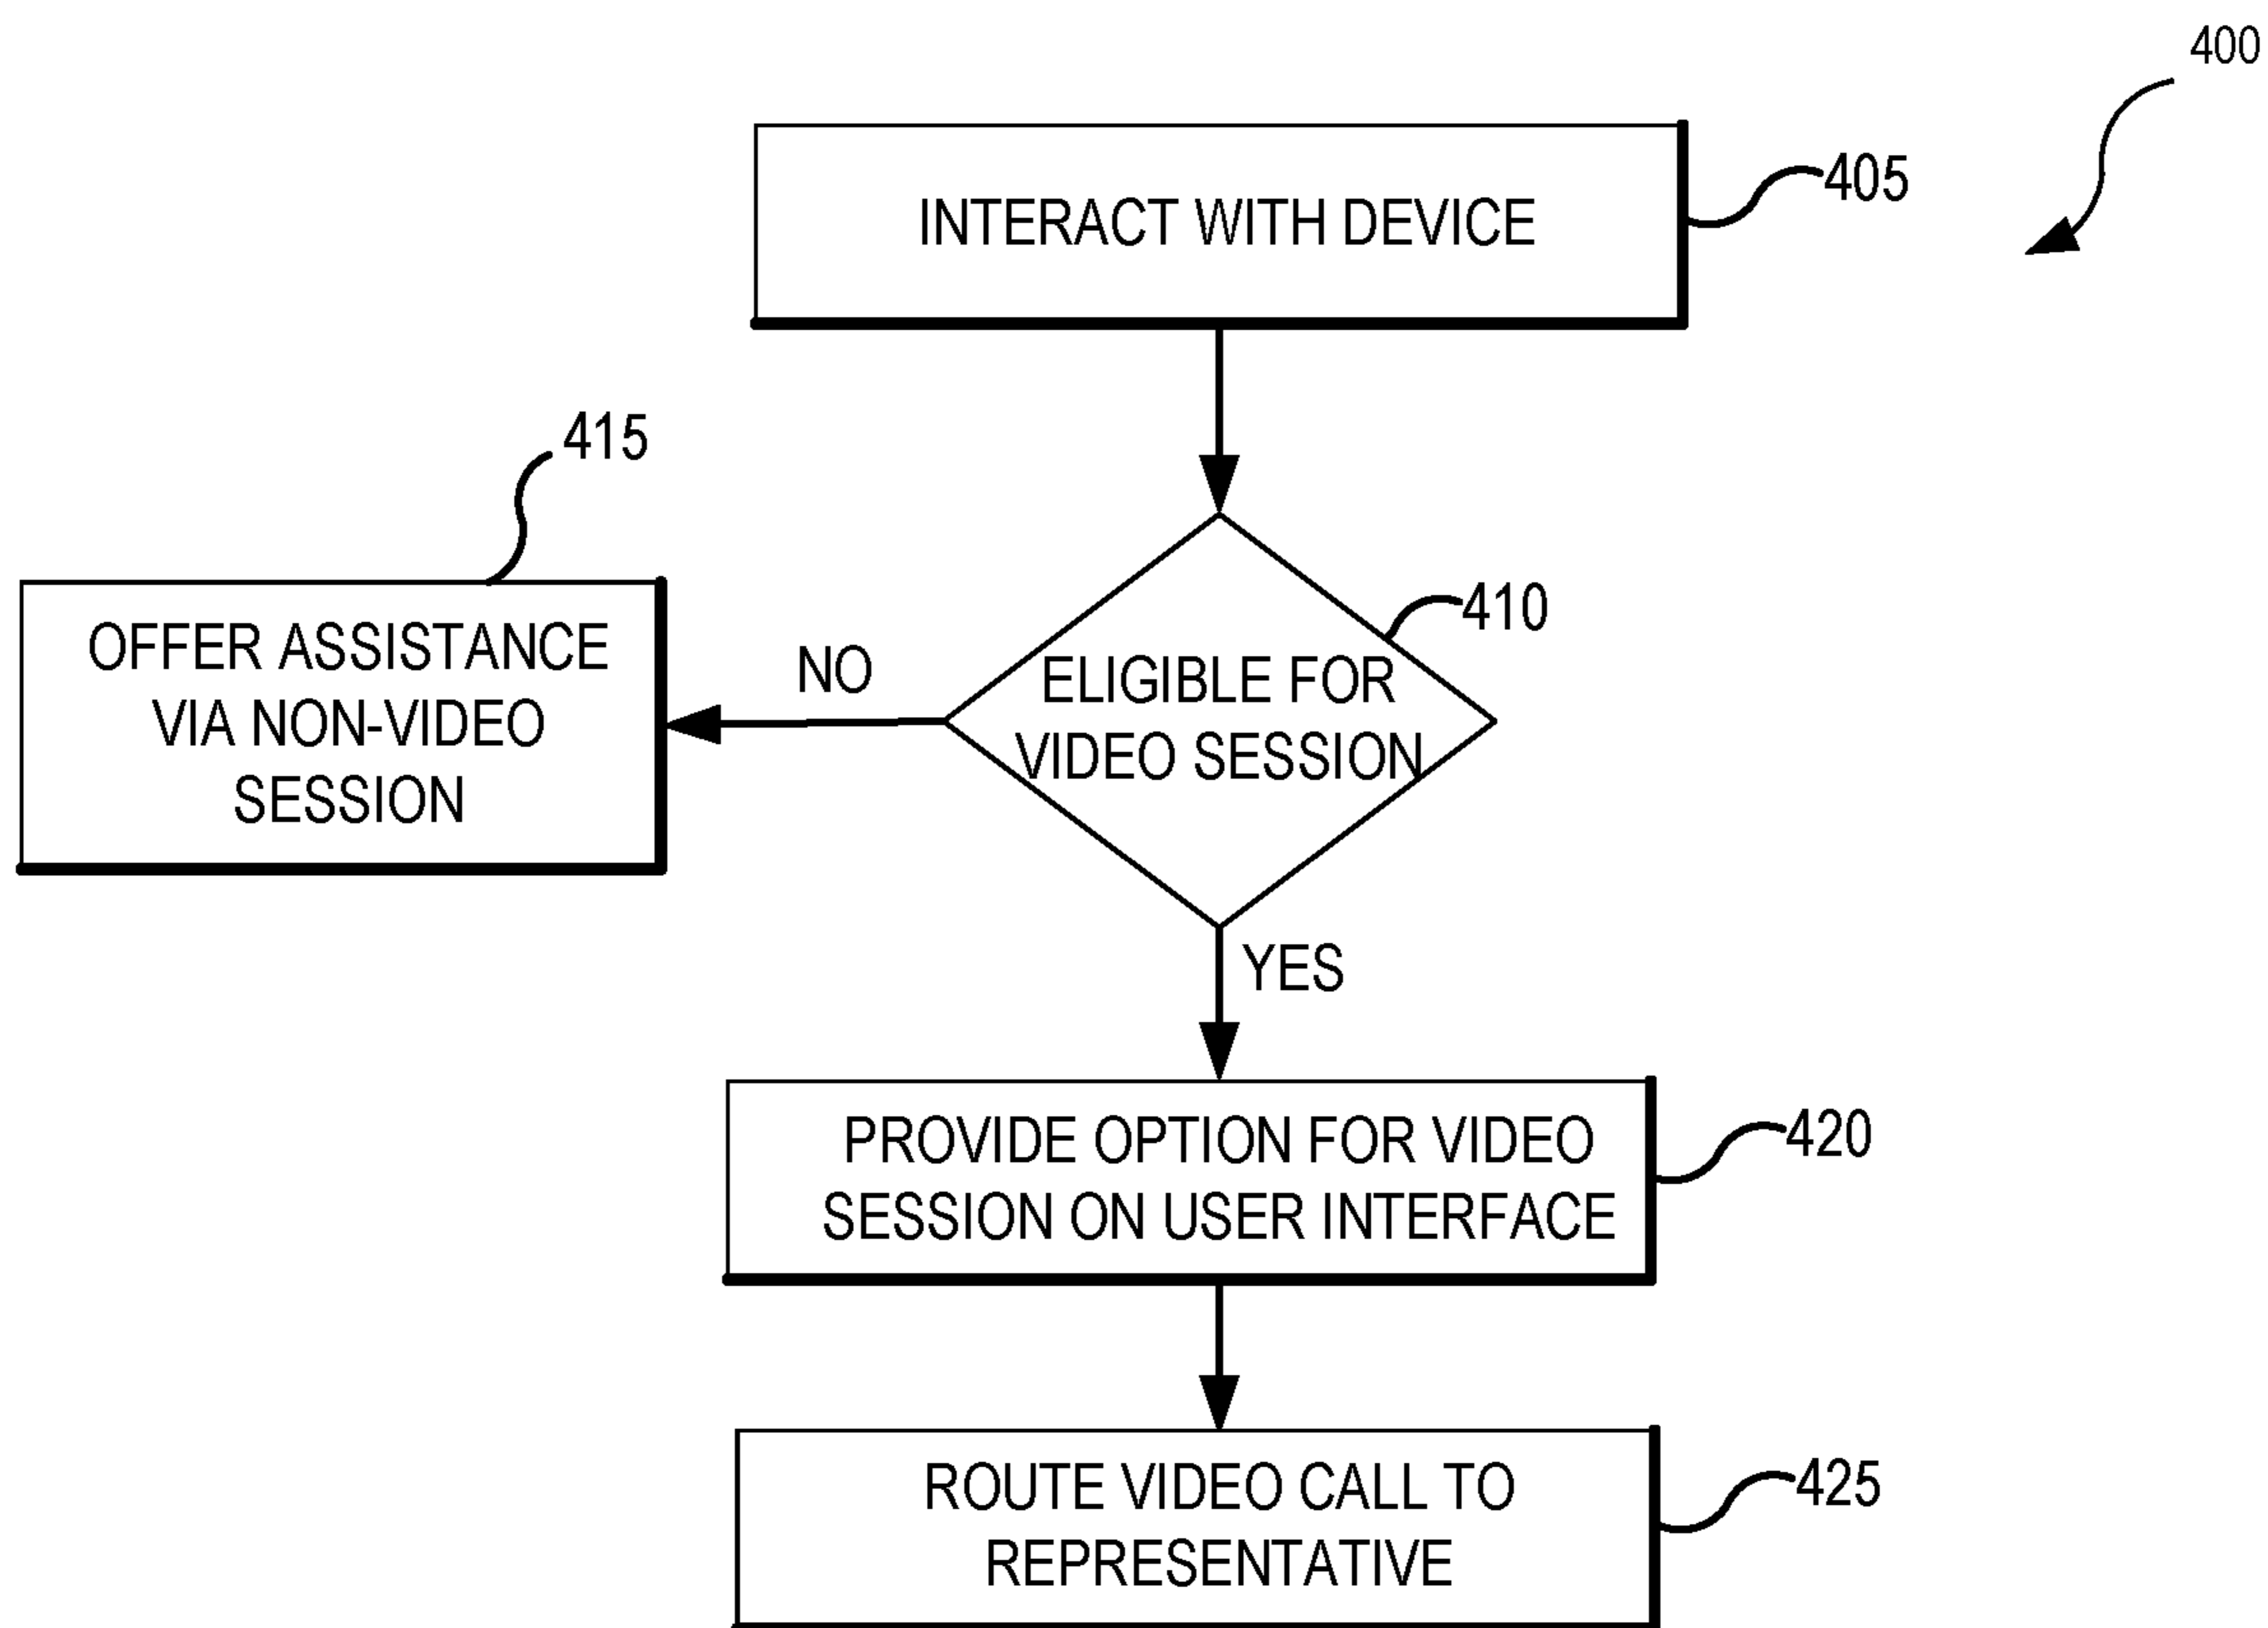 400
INTERACT WITH DEVICE
405
415
OFFER ASSISTANCE
VIA NON-VIDEO
SESSION
NO
410
ELIGIBLE FOR
VIDEO SESSION
YES
PROVIDE OPTION FOR VIDEO
SESSION ON USER INTERFACE
420
ROUTE VIDEO CALL TO
REPRESENTATIVE
425